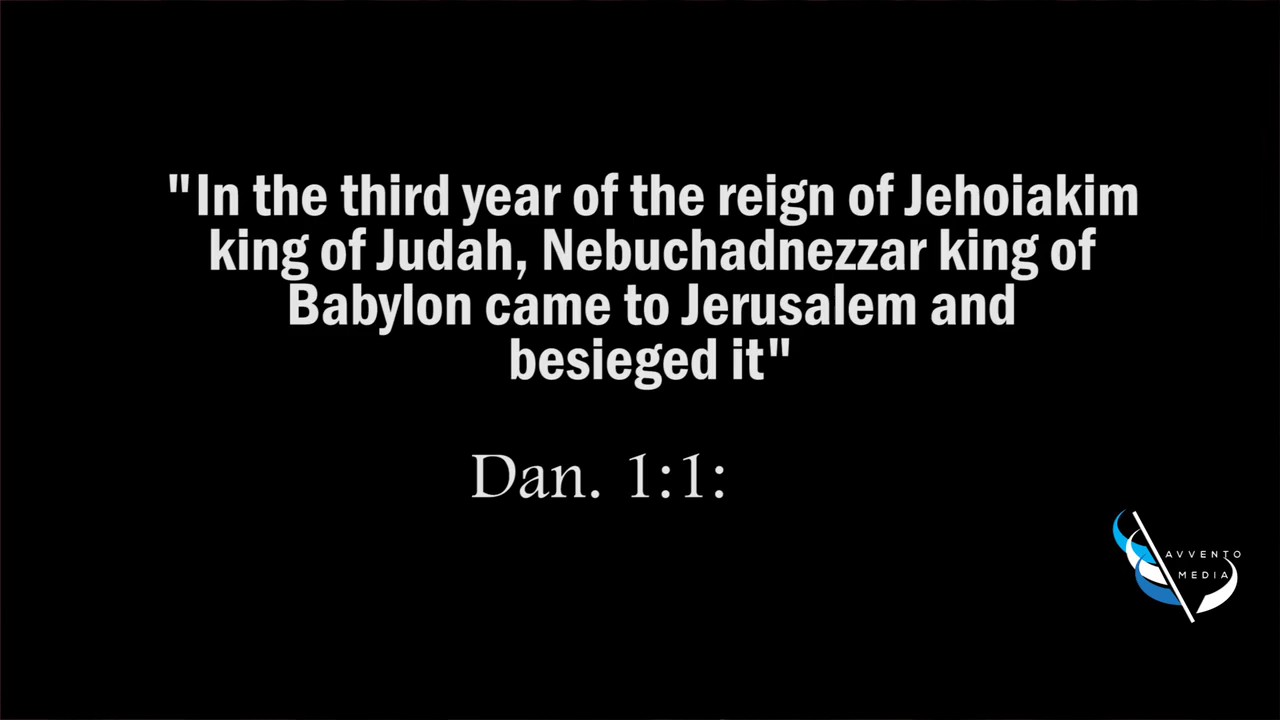 "In the third year of the reign of Jehoiakim
king of Judah, Nebuchadnezzar king of
Babylon came to Jerusalem and
besieged it"
Dan. 1:1:
AVVENTO
MEDIA